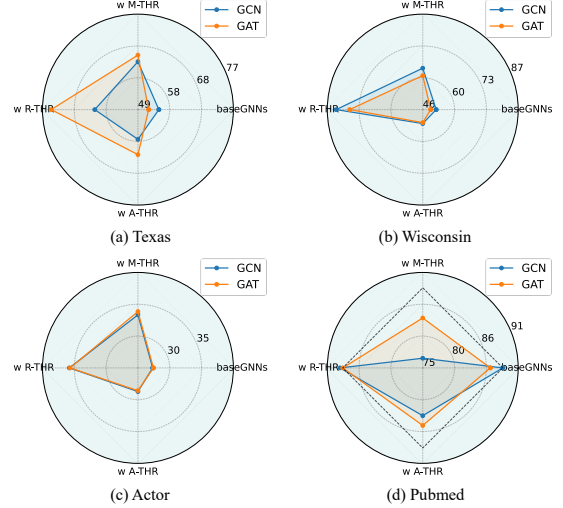 w M-THR
GCN
GAT
77
68
58
49
w R-THR
baseGNNs
w A-THR
(a) Texas
w M-THR
GCN
GAT
87
73
60
46
w R-THR
baseGNNs
w A-THR
(b) Wisconsin
w M-THR
GCN
GAT
35
30
w R-THR
baseGNNs
w A-THR
(c) Actor
w M-THR
GCN
GAT
91
86
80
75
w R-THR
baseGNNs
w A-THR
(d) Pubmed